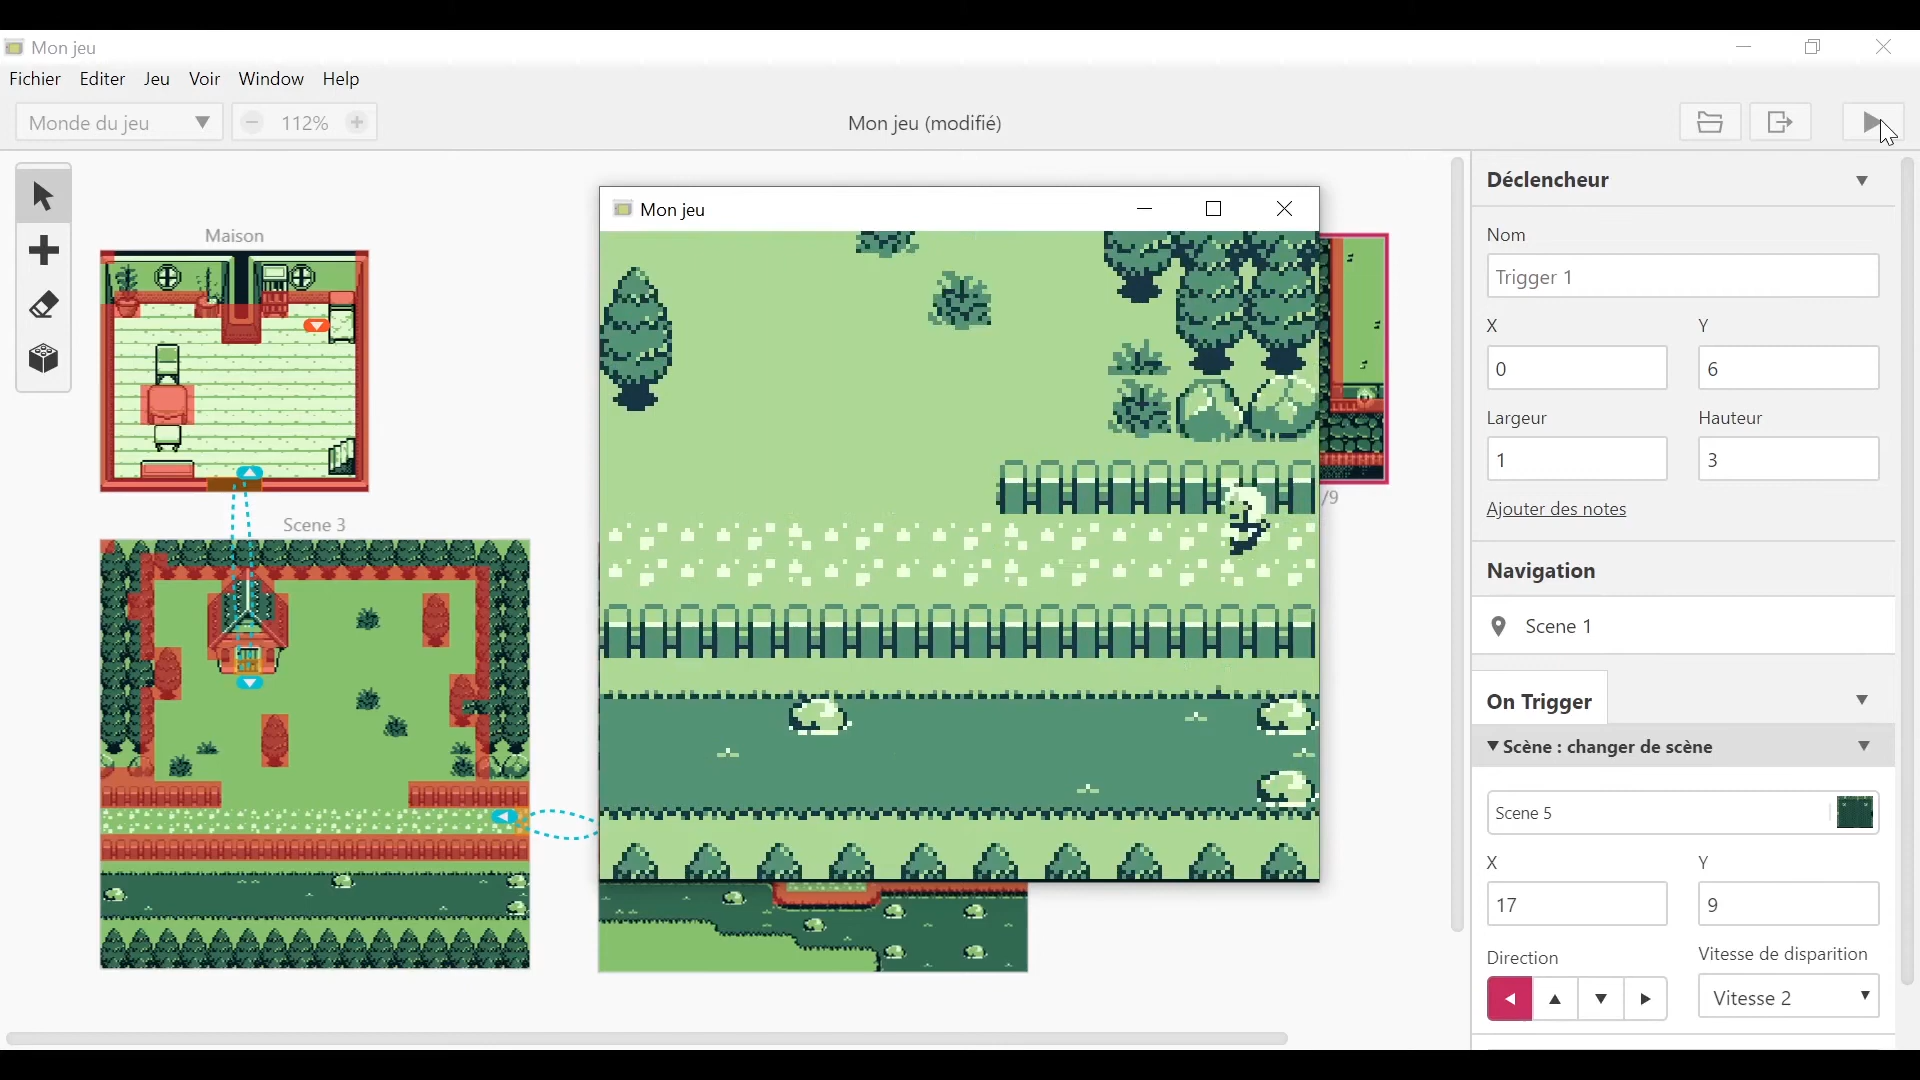 Mon jeu
Fichier Editer Jeu Voir Window Help
Monde du jeu
112%
Mon jeu (modifié)
Maison
Scene 3
Mon jeu
/9
Déclencheur
Nom
Trigger 1
X Y
0 6
Largeur Hauteur
1 3
Ajouter des notes
Navigation
Scene 1
On Trigger
Scène : changer de scène
Scene 5
X Y
17 9
Direction Vitesse de disparition
Vitesse 2